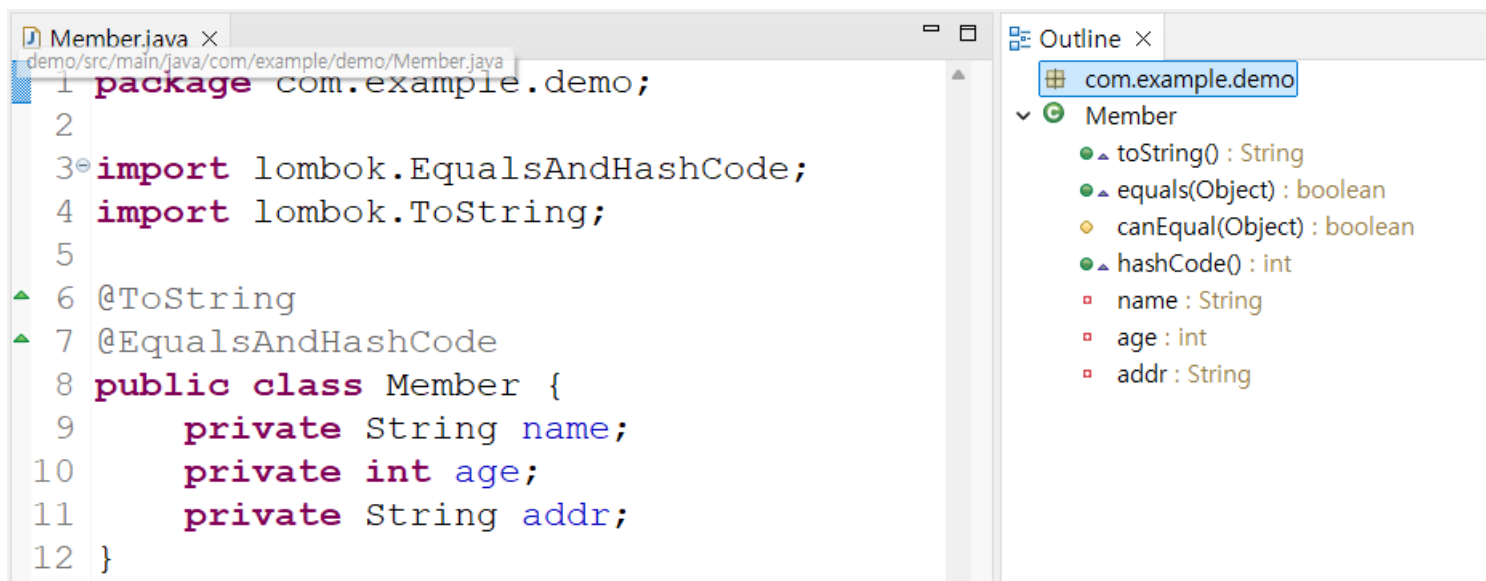 Member.java
demo/src/main/java/com/example/demo/Member.java
1 package com.example.demo;
2
3 import lombok.EqualsAndHashCode;
4 import lombok.ToString;
5
6 @ToString
7 @EqualsAndHashCode
8 public class Member {
9 private String name;
10 private int age;
11 private String addr;
12 }
Outline
com.example.demo
Member
toString() : String
equals(Object) : boolean
canEqual(Object) : boolean
hashCode() : int
name : String
age : int
addr : String